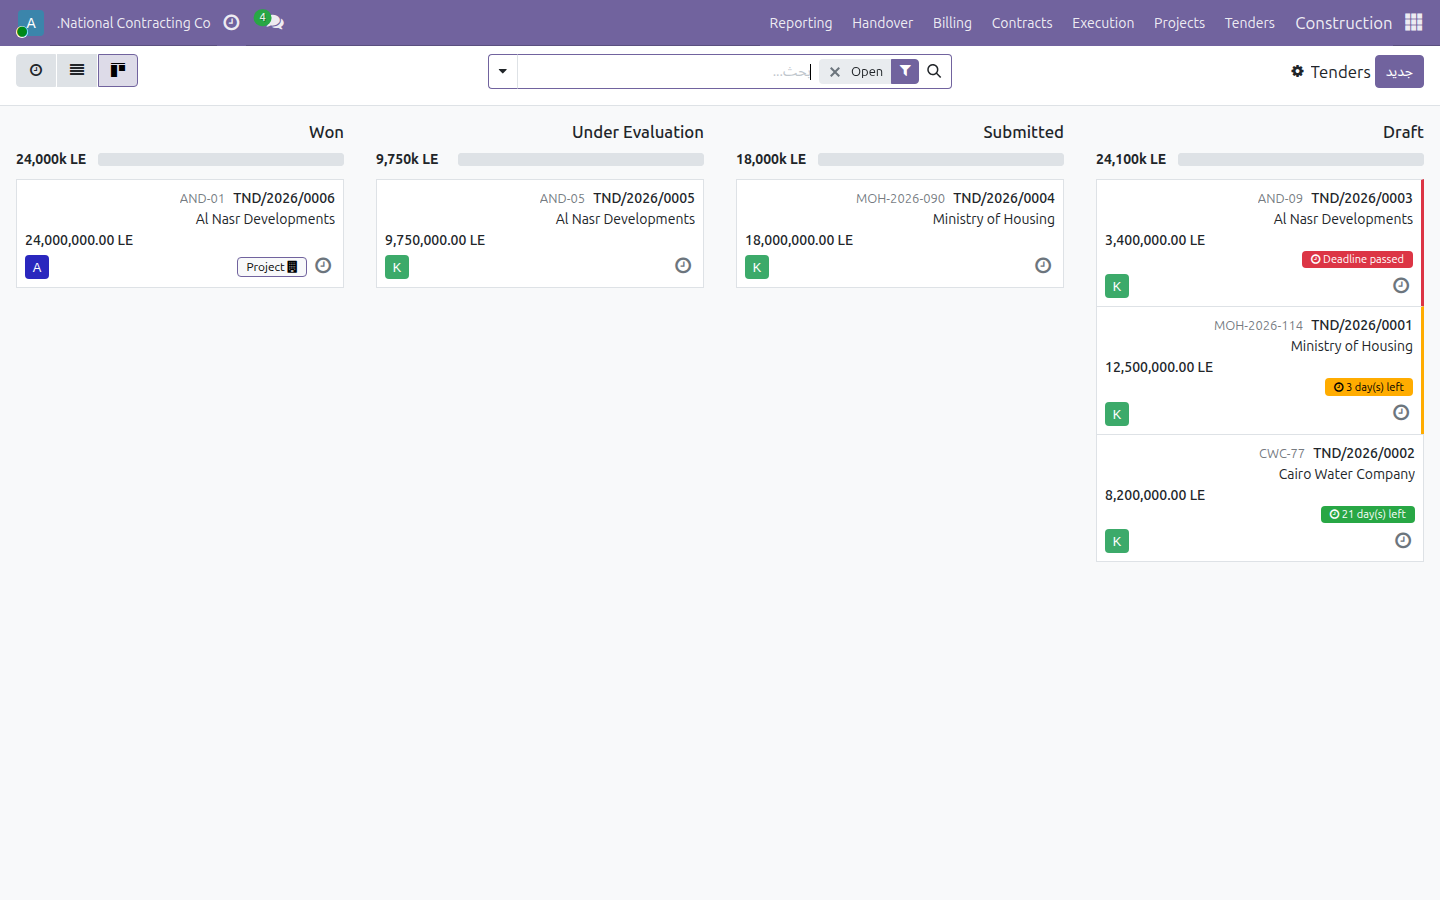 Construction Tenders Projects Execution Contracts Billing Handover Reporting
4
.National Contracting Co
A
جديد
Tenders
Open
بحث...
Draft
24,100k LE
TND/2026/0003 AND-09
Al Nasr Developments
3,400,000.00 LE
Deadline passed
K
TND/2026/0001 MOH-2026-114
Ministry of Housing
12,500,000.00 LE
3 day(s) left
K
TND/2026/0002 CWC-77
Cairo Water Company
8,200,000.00 LE
21 day(s) left
K
Submitted
18,000k LE
TND/2026/0004 MOH-2026-090
Ministry of Housing
18,000,000.00 LE
K
Under Evaluation
9,750k LE
TND/2026/0005 AND-05
Al Nasr Developments
9,750,000.00 LE
K
Won
24,000k LE
TND/2026/0006 AND-01
Al Nasr Developments
24,000,000.00 LE
Project
A